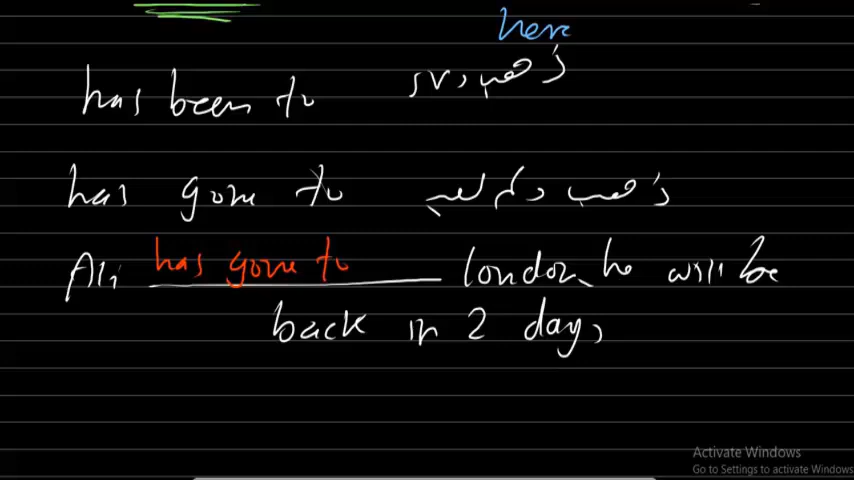 here
has been to ذهب وعاد
has gone to ذهب ولم يعد
Ali has gone to london, he will be
back in 2 days
Activate Windows
Go to Settings to activate Windows